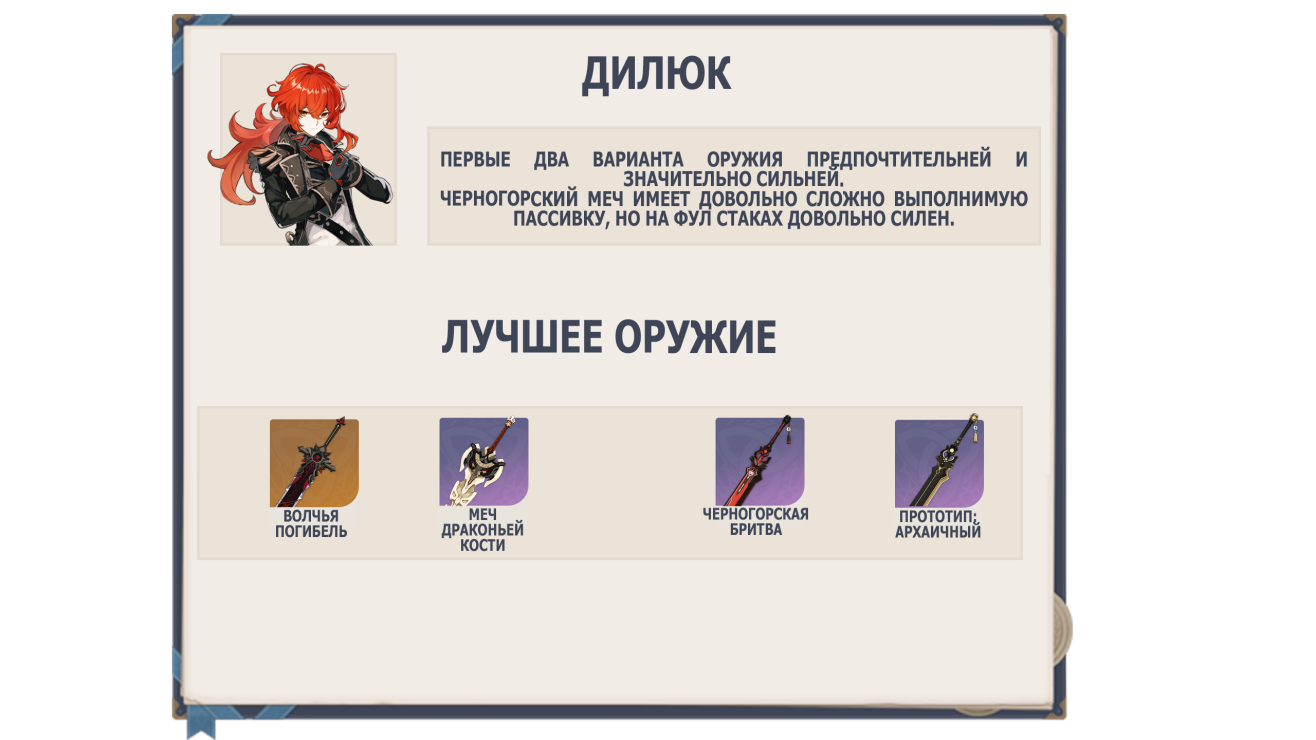 ДИЛЮК
ПЕРВЫЕ ДВА ВАРИАНТА ОРУЖИЯ ПРЕДПОЧТИТЕЛЬНЕЙ И
ЗНАЧИТЕЛЬНО СИЛЬНЕЙ.
ЧЕРНОГОРСКИЙ МЕЧ ИМЕЕТ ДОВОЛЬНО СЛОЖНО ВЫПОЛНИМУЮ
ПАССИВКУ, НО НА ФУЛ СТАКАХ ДОВОЛЬНО СИЛЕН.
ЛУЧШЕЕ ОРУЖИЕ
ВОЛЧЬЯ
ПОГИБЕЛЬ
МЕЧ
ДРАКОНЬЕЙ
КОСТИ
ЧЕРНОГОРСКАЯ
БРИТВА
ПРОТОТИП:
АРХАИЧНЫЙ